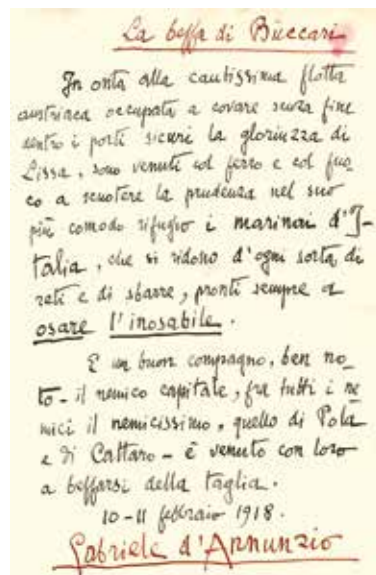 La beffa di Bùccari
In onta alla cautissima flotta
austriaca occupata a covare senza fine
dentro i porti sicuri la gloriuzza di
Lissa, sono venuti col ferro e col fuo-
co a scuotere la prudenza nel suo
più comodo rifugio i marinai d'I-
talia, che si ridono d'ogni sorta di
reti e di sbarre, pronti sempre a
osare l'inosabile.
E un buon compagno, ben no-
to - il nemico capitale, fra tutti i ne
mici il nemicissimo, quello di Pola
e di Cattaro - è venuto con loro
a beffarsi della taglia.
10-11 febbraio 1918.
Gabriele d'Annunzio